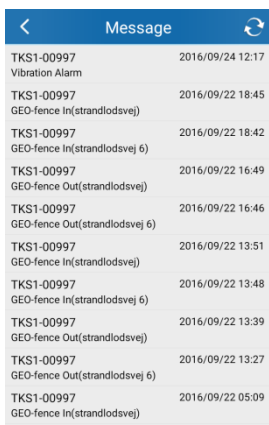 Message
TKS1-00997 2016/09/24 12:17
Vibration Alarm
TKS1-00997 2016/09/22 18:45
GEO-fence In(strandlodsvej)
TKS1-00997 2016/09/22 18:42
GEO-fence In(strandlodsvej 6)
TKS1-00997 2016/09/22 16:49
GEO-fence Out(strandlodsvej)
TKS1-00997 2016/09/22 16:46
GEO-fence Out(strandlodsvej 6)
TKS1-00997 2016/09/22 13:51
GEO-fence In(strandlodsvej)
TKS1-00997 2016/09/22 13:48
GEO-fence In(strandlodsvej 6)
TKS1-00997 2016/09/22 13:39
GEO-fence Out(strandlodsvej)
TKS1-00997 2016/09/22 13:27
GEO-fence Out(strandlodsvej 6)
TKS1-00997 2016/09/22 05:09
GEO-fence In(strandlodsvej)